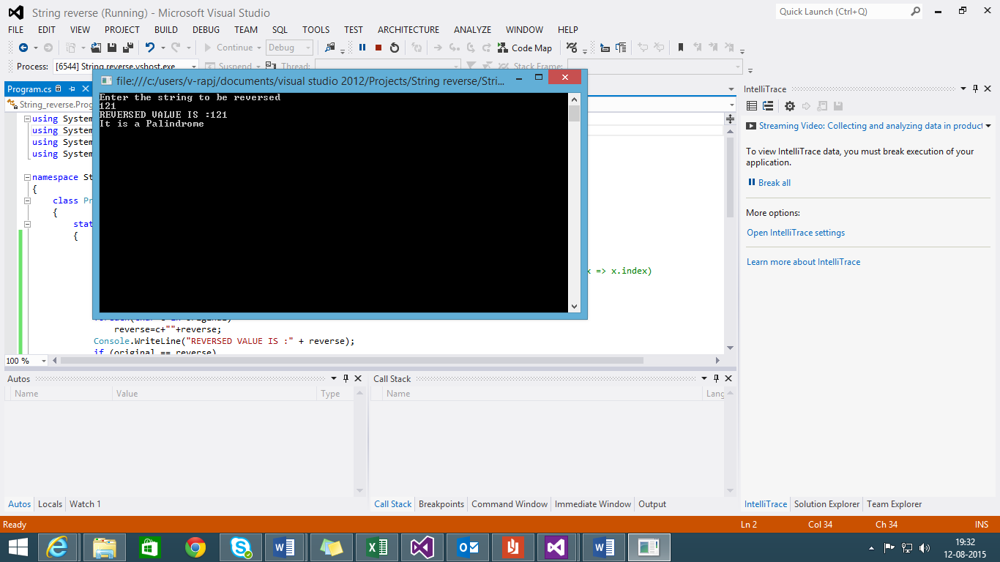 String reverse (Running) - Microsoft Visual Studio
Quick Launch (Ctrl+Q)
FILE EDIT VIEW PROJECT BUILD DEBUG TEAM SQL TOOLS TEST ARCHITECTURE ANALYZE WINDOW HELP
Continue Debug Code Map
Process: [6544] String reverse.vshost.exe Suspend Thread: Stack Frame:
file:///c:/users/v-rapj/documents/visual studio 2012/Projects/String reverse/Stri...
Enter the string to be reversed
121
REVERSED VALUE IS :121
It is a Palindrome
Program.cs
String_reverse.Prog
using System
using System
using System
using System
namespace St
{
class Pr
{
stat
{
x => x.index)
foreach(char c in original)
reverse=c+""+reverse;
Console.WriteLine("REVERSED VALUE IS :" + reverse);
if (original == reverse)
100 %
IntelliTrace
Streaming Video: Collecting and analyzing data in product
To view IntelliTrace data, you must break execution of your
application.
Break all
More options:
Open IntelliTrace settings
Learn more about IntelliTrace
Autos
Name Value Type
Call Stack
Name Lang
Autos Locals Watch 1
Call Stack Breakpoints Command Window Immediate Window Output
IntelliTrace Solution Explorer Team Explorer
Ready Ln 2 Col 34 Ch 34 INS
19:32
12-08-2015